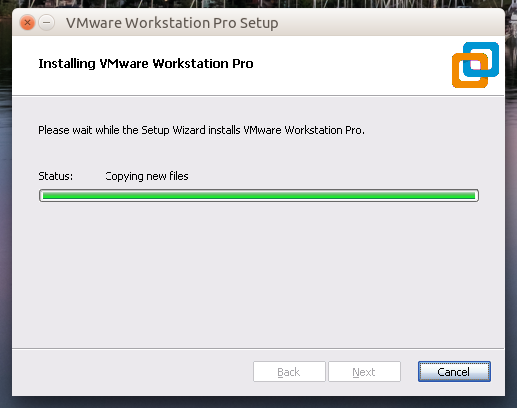 VMware Workstation Pro Setup
Installing VMware Workstation Pro
Please wait while the Setup Wizard installs VMware Workstation Pro.
Status: Copying new files
Back Next Cancel